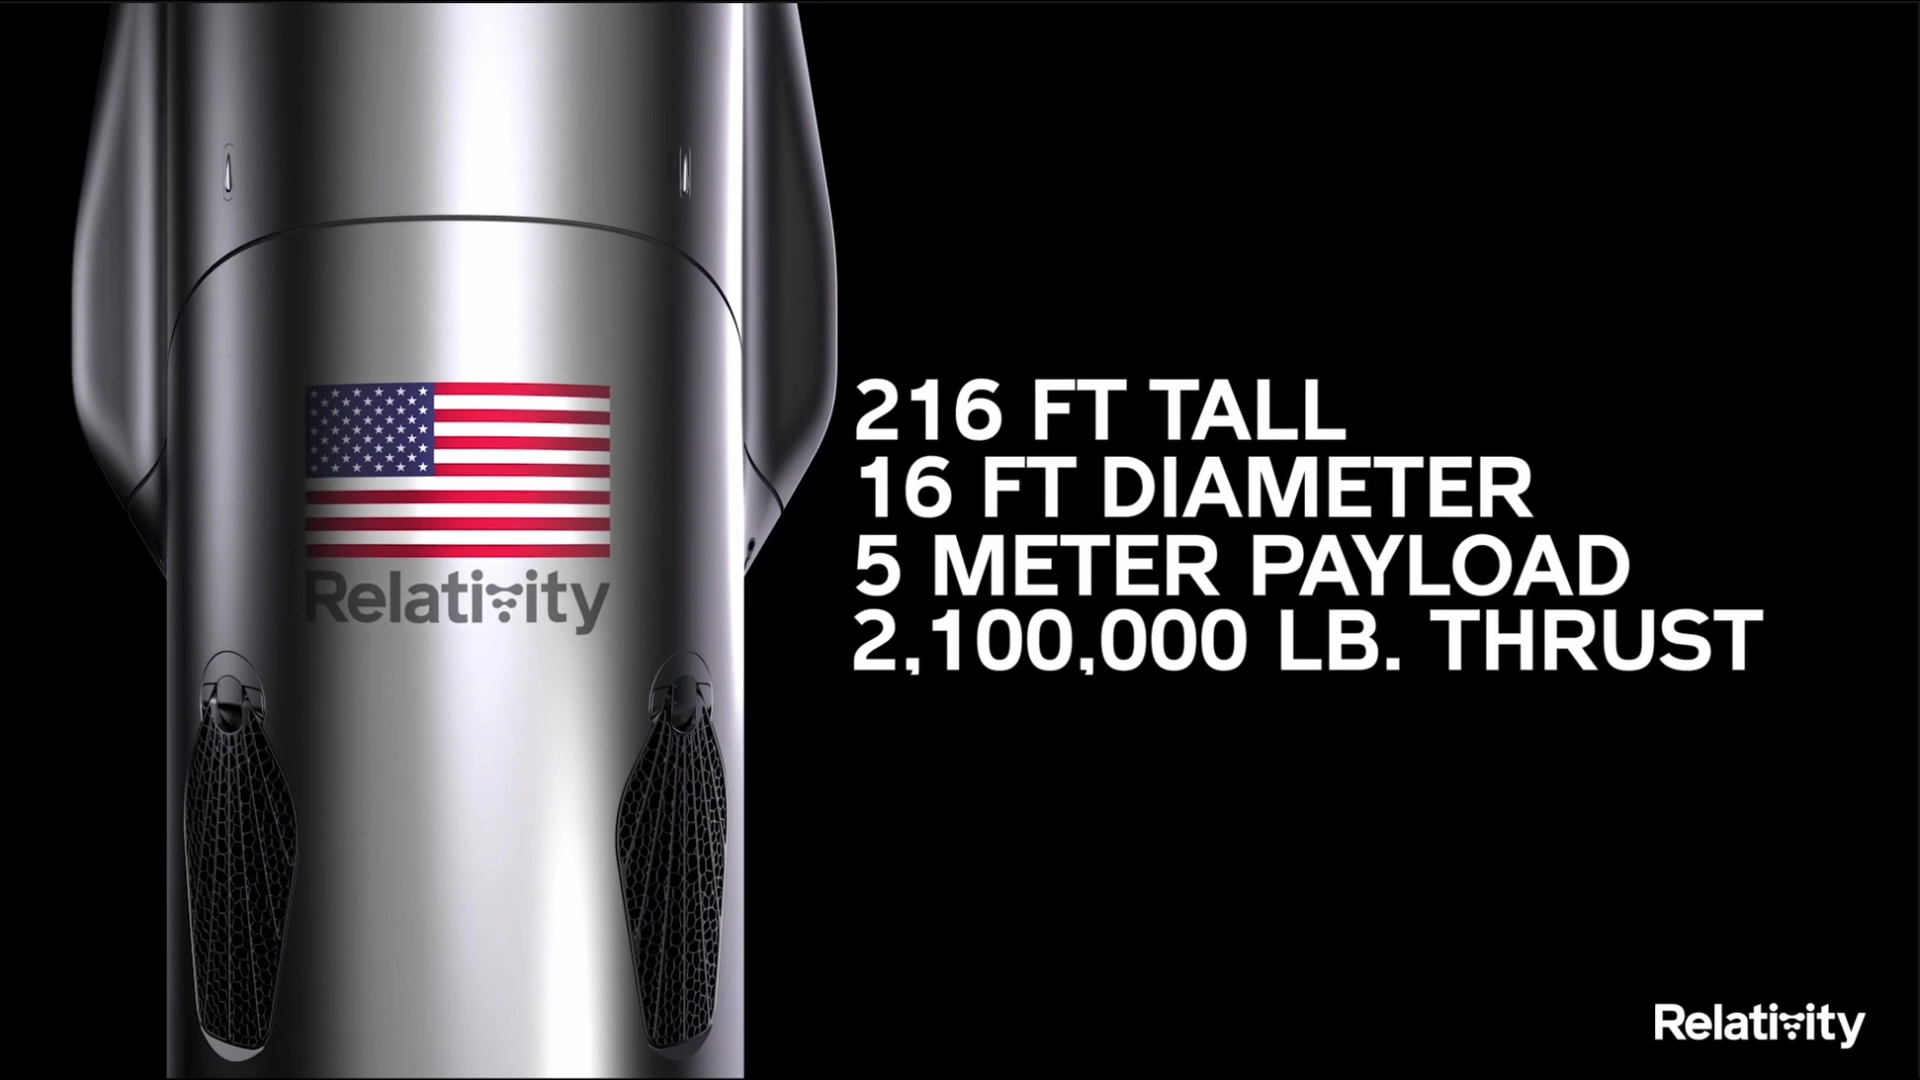 Relativity
216 FT TALL
16 FT DIAMETER
5 METER PAYLOAD
2,100,000 LB. THRUST
Relativity